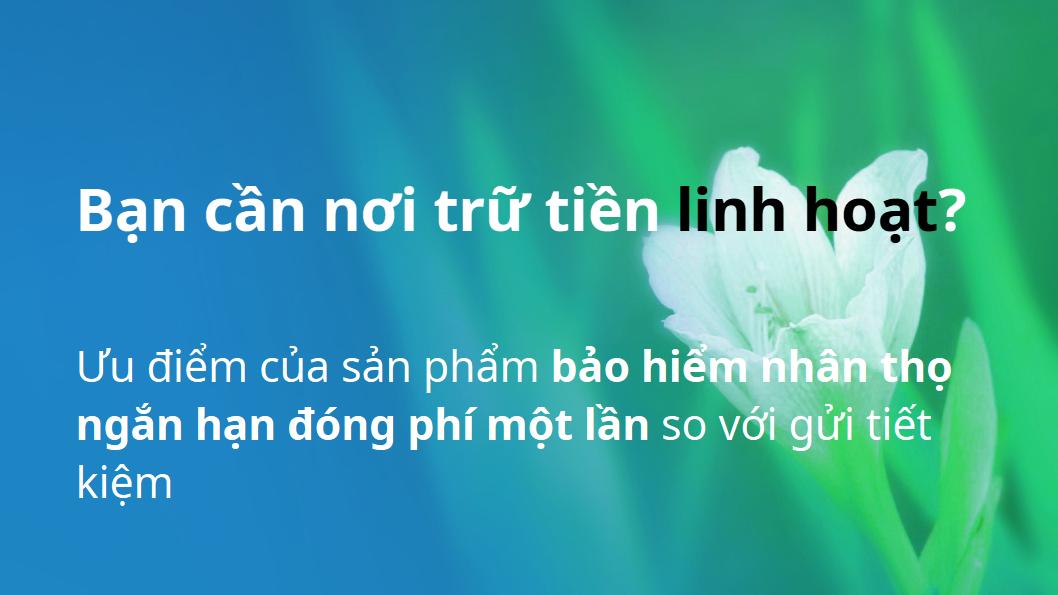 Bạn cần nơi trữ tiền linh hoạt?
Ưu điểm của sản phẩm bảo hiểm nhân thọ
ngắn hạn đóng phí một lần so với gửi tiết
kiệm